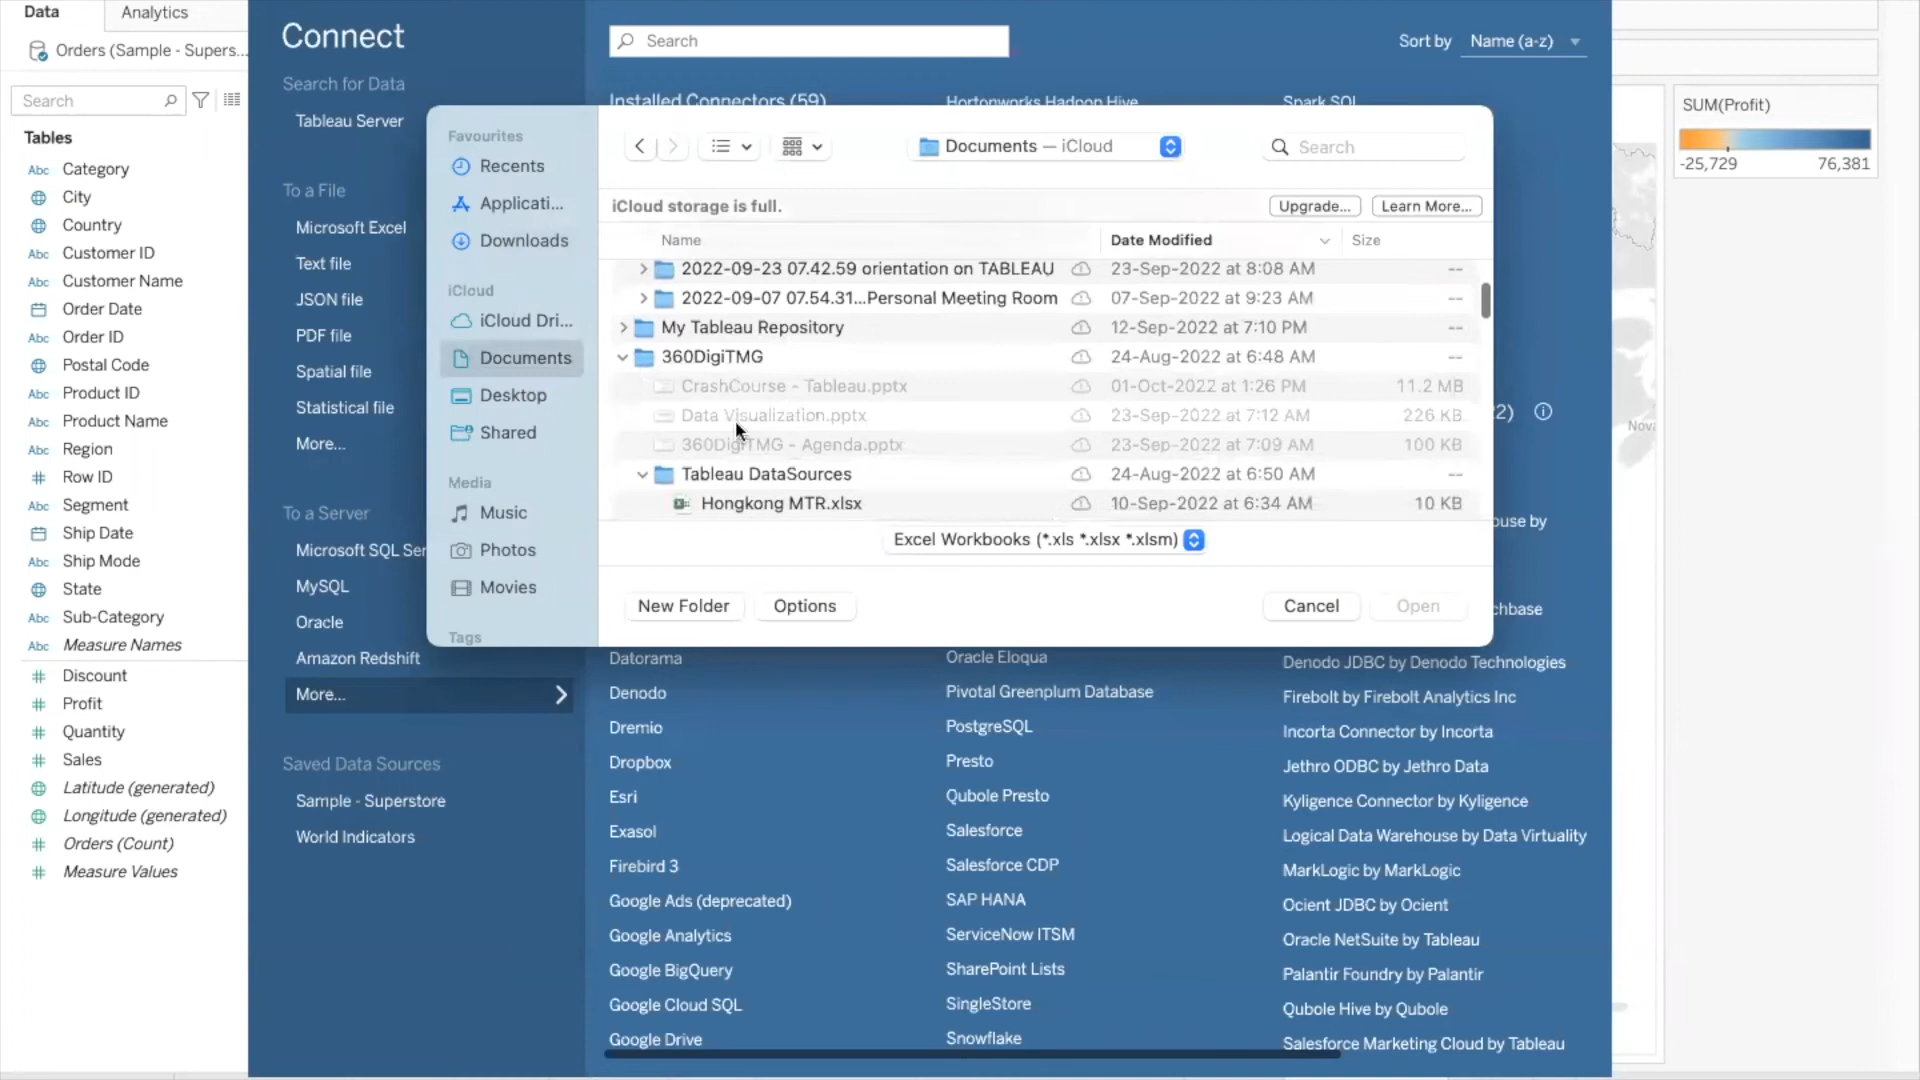 Data
Analytics
Orders (Sample - Supers...
Search
Tables
Abc Category
City
Country
Abc Customer ID
Abc Customer Name
Order Date
Abc Order ID
Postal Code
Abc Product ID
Abc Product Name
Abc Region
# Row ID
Abc Segment
Ship Date
Abc Ship Mode
State
Abc Sub-Category
Abc Measure Names
# Discount
# Profit
# Quantity
# Sales
Latitude (generated)
Longitude (generated)
# Orders (Count)
# Measure Values
Connect
Search for Data
Tableau Server
To a File
Microsoft Excel
Text file
JSON file
PDF file
Spatial file
Statistical file
More...
To a Server
Microsoft SQL Ser
MySQL
Oracle
Amazon Redshift
More...
Saved Data Sources
Sample - Superstore
World Indicators
Search
Sort by Name (a-z)
Installed Connectors (59)
Hortonworks Hadoop Hive
Spark SQL
Favourites
Recents
Applicati...
Downloads
iCloud
iCloud Dri...
Documents
Desktop
Shared
Media
Music
Photos
Movies
Tags
Documents — iCloud
Search
iCloud storage is full.
Upgrade...
Learn More...
Name Date Modified Size
2022-09-23 07.42.59 orientation on TABLEAU 23-Sep-2022 at 8:08 AM --
2022-09-07 07.54.31...Personal Meeting Room 07-Sep-2022 at 9:23 AM --
My Tableau Repository 12-Sep-2022 at 7:10 PM --
360DigiTMG 24-Aug-2022 at 6:48 AM --
CrashCourse - Tableau.pptx 01-Oct-2022 at 1:26 PM 11.2 MB
Data Visualization.pptx 23-Sep-2022 at 7:12 AM 226 KB
360DigiTMG - Agenda.pptx 23-Sep-2022 at 7:09 AM 100 KB
Tableau DataSources 24-Aug-2022 at 6:50 AM --
Hongkong MTR.xlsx 10-Sep-2022 at 6:34 AM 10 KB
Excel Workbooks (*.xls *.xlsx *.xlsm)
New Folder
Options
Cancel
Open
Datorama
Denodo
Dremio
Dropbox
Esri
Exasol
Firebird 3
Google Ads (deprecated)
Google Analytics
Google BigQuery
Google Cloud SQL
Google Drive
Oracle Eloqua
Pivotal Greenplum Database
PostgreSQL
Presto
Qubole Presto
Salesforce
Salesforce CDP
SAP HANA
ServiceNow ITSM
SharePoint Lists
SingleStore
Snowflake
2)
ouse by
chbase
Denodo JDBC by Denodo Technologies
Firebolt by Firebolt Analytics Inc
Incorta Connector by Incorta
Jethro ODBC by Jethro Data
Kyligence Connector by Kyligence
Logical Data Warehouse by Data Virtuality
MarkLogic by MarkLogic
Ocient JDBC by Ocient
Oracle NetSuite by Tableau
Palantir Foundry by Palantir
Qubole Hive by Qubole
Salesforce Marketing Cloud by Tableau
SUM(Profit)
-25,729 76,381
Nova